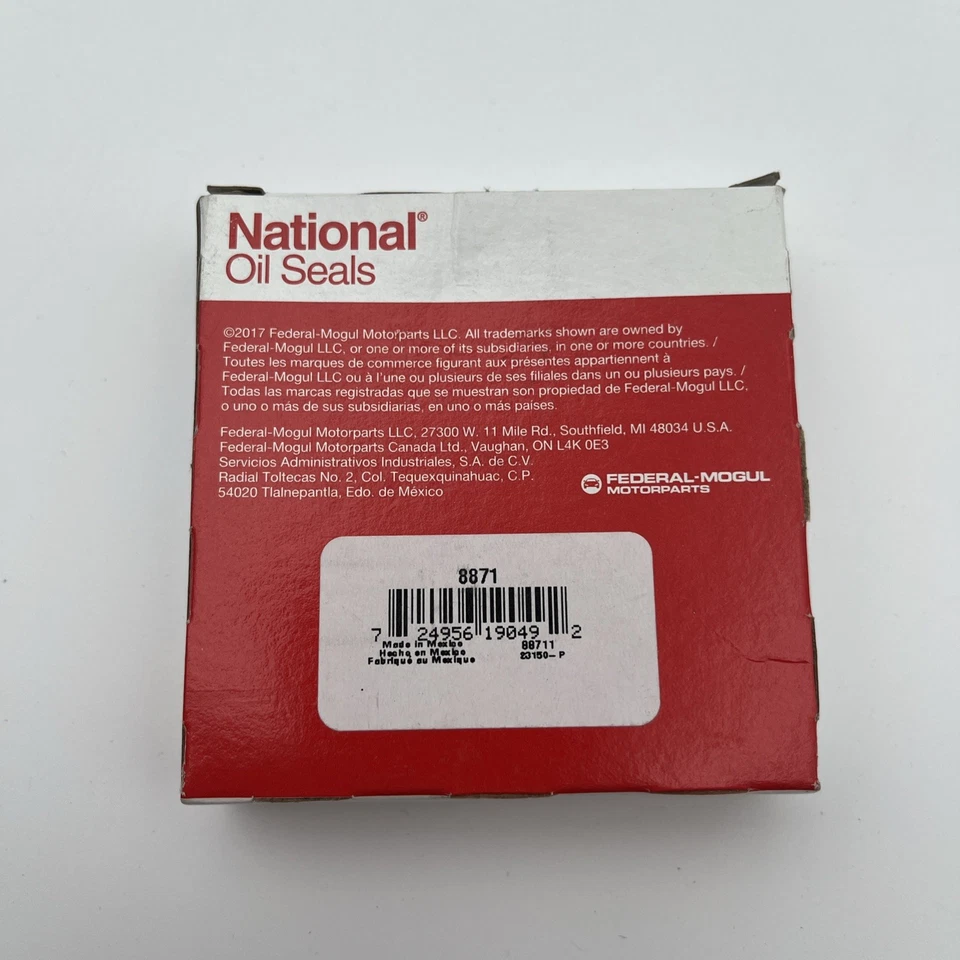 National®
Oil Seals
©2017 Federal-Mogul Motorparts LLC. All trademarks shown are owned by
Federal-Mogul LLC, or one or more of its subsidiaries, in one or more countries. /
Toutes les marques de commerce figurant aux présentes appartiennent à
Federal-Mogul LLC ou à l'une ou plusieurs de ses filiales dans un ou plusieurs pays. /
Todas las marcas registradas que se muestran son propiedad de Federal-Mogul LLC,
o uno o más de sus subsidiarias, en uno o más países.
Federal-Mogul Motorparts LLC, 27300 W. 11 Mile Rd., Southfield, MI 48034 U.S.A.
Federal-Mogul Motorparts Canada Ltd., Vaughan, ON L4K 0E3
Servicios Administrativos Industriales, S.A. de C.V.
Radial Toltecas No. 2, Col. Tequexquinahuac, C.P.
54020 Tlalnepantla, Edo. de México
FEDERAL-MOGUL
MOTORPARTS
8871
7 24956 19049 2
Made in Mexico 88711
Hecho en Mexico 23150-P
Fabriqué au Mexique